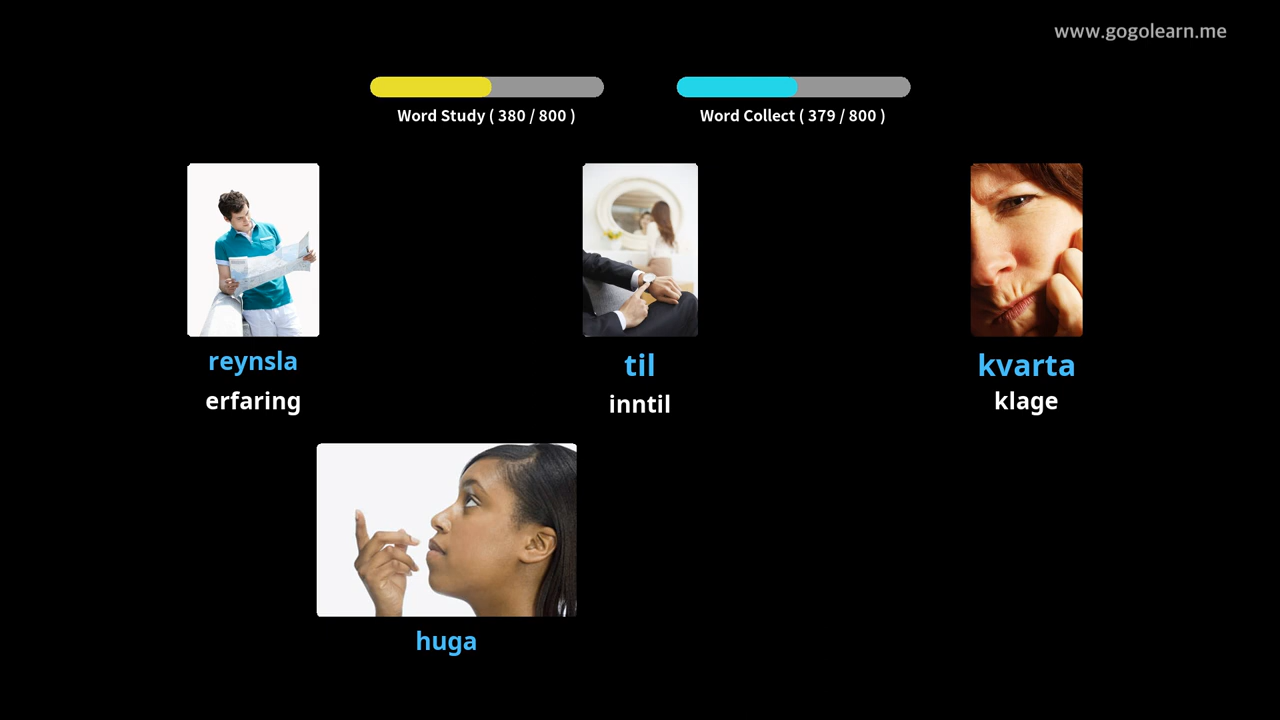 www.gogolearn.me
Word Study ( 380 / 800 )
Word Collect ( 379 / 800 )
reynsla
erfaring
til
inntil
kvarta
klage
huga